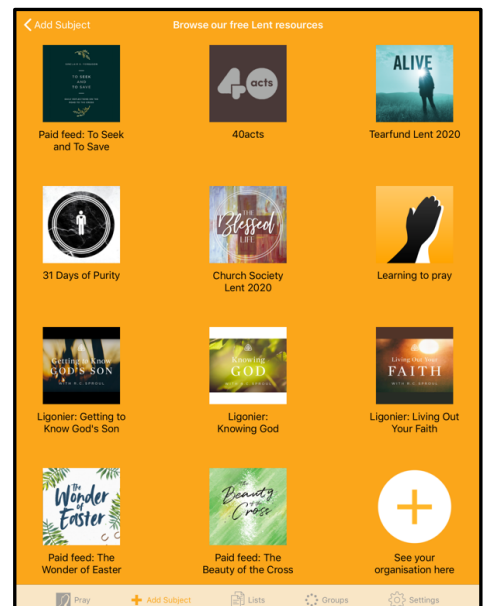 Add Subject
Browse our free Lent resources
TO SEEK
AND
TO SAVE
Paid feed: To Seek
and To Save
40 acts
40acts
ALIVE
Tearfund Lent 2020
31 Days of Purity
THE
Blessed
LIFE
Church Society
Lent 2020
Learning to pray
Getting to Know
GOD'S SON
WITH R.C. SPROUL
Ligonier: Getting to
Know God's Son
Knowing
GOD
WITH R.C. SPROUL
Ligonier:
Knowing God
Living Out Your
FAITH
WITH R.C. SPROUL
Ligonier: Living Out
Your Faith
The
Wonder
of
Easter
Paid feed: The
Wonder of Easter
The
Beauty
of the
Cross
Paid feed: The
Beauty of the Cross
See your
organisation here
Pray
Add Subject
Lists
Groups
Settings